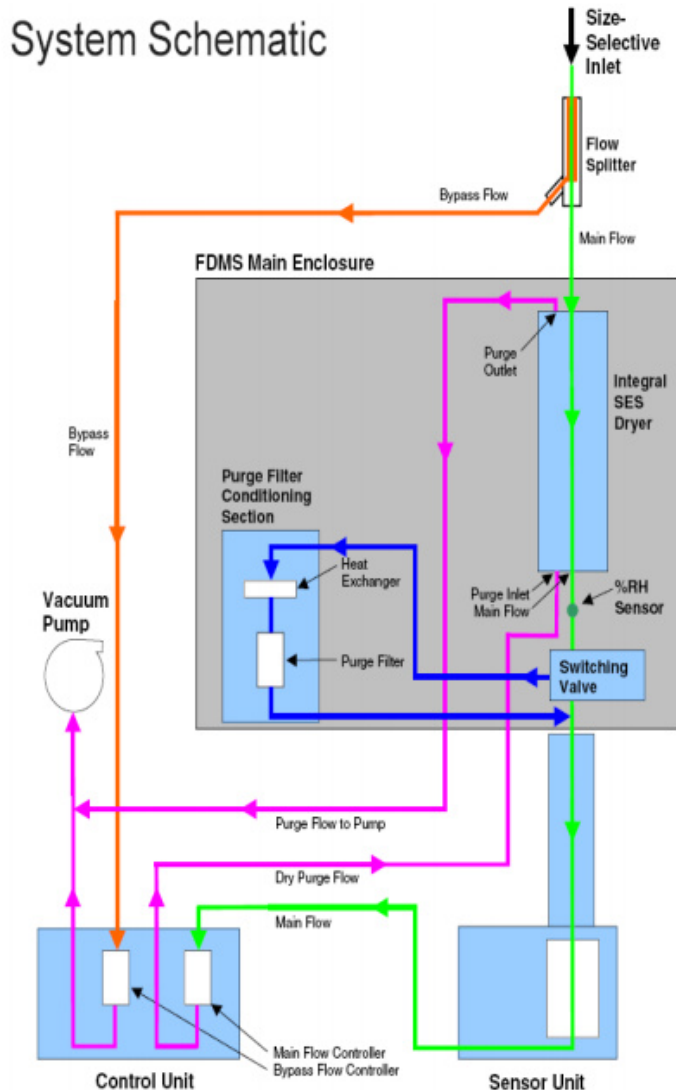 System Schematic
Size-
Selective
Inlet
Flow
Splitter
Bypass Flow
Main Flow
FDMS Main Enclosure
Purge
Outlet
Integral
SES
Dryer
Bypass
Flow
Purge Filter
Conditioning
Section
Heat
Exchanger
Purge Inlet
Main Flow
%RH
Sensor
Vacuum
Pump
Purge Filter
Switching
Valve
Purge Flow to Pump
Dry Purge Flow
Main Flow
Main Flow Controller
Bypass Flow Controller
Control Unit
Sensor Unit